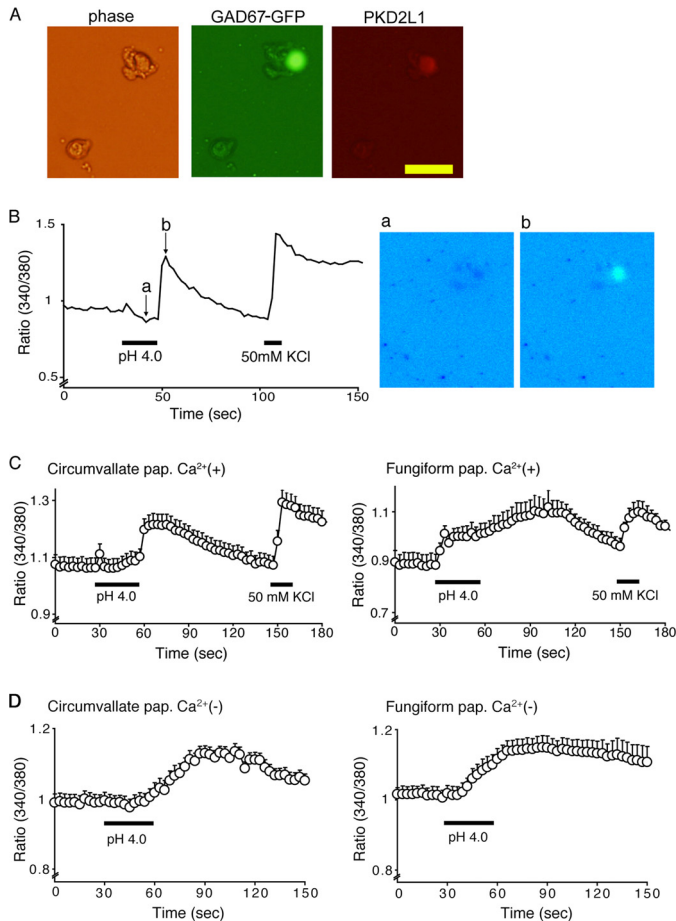 A
phase
GAD67-GFP
PKD2L1
B
1.5
1
0.5
Ratio (340/380)
a
b
pH 4.0
50mM KCl
0
50
100
150
Time (sec)
a
b
C
Circumvallate pap. Ca²⁺(+)
1.3
1.1
0.9
Ratio (340/380)
pH 4.0
50 mM KCl
0
30
60
90
120
150
180
Time (sec)
Fungiform pap. Ca²⁺(+)
1.1
0.9
0.7
Ratio (340/380)
pH 4.0
50 mM KCl
0
30
60
90
120
150
180
Time (sec)
D
Circumvallate pap. Ca²⁺(-)
1.2
1
0.8
Ratio (340/380)
pH 4.0
0
30
60
90
120
150
Time (sec)
Fungiform pap. Ca²⁺(-)
1.2
1
0.8
Ratio (340/380)
pH 4.0
0
30
60
90
120
150
Time (sec)